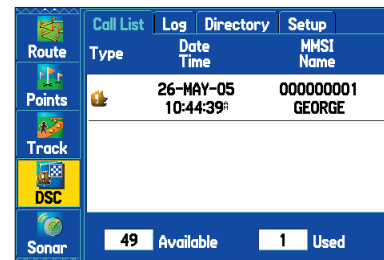 Call List Log Directory Setup
Route
Type Date Time MMSI Name
Points
26-MAY-05 000000001
10:44:39 GEORGE
Track
DSC
Sonar
49 Available 1 Used